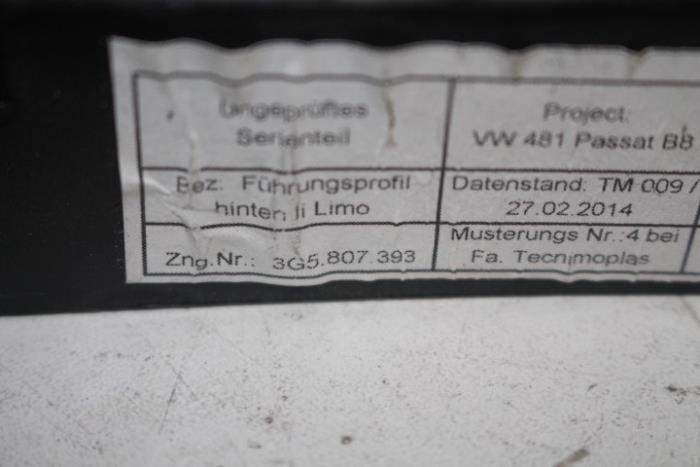 Ungeprüftes
Serienteil
Project:
VW 481 Passat B8
Bez.: Führungsprofil
hinten li Limo
Datenstand: TM 009 /
27.02.2014
Zng.Nr.: 3G5.807.393
Musterungs Nr.:4 bei
Fa. Tecnimoplas